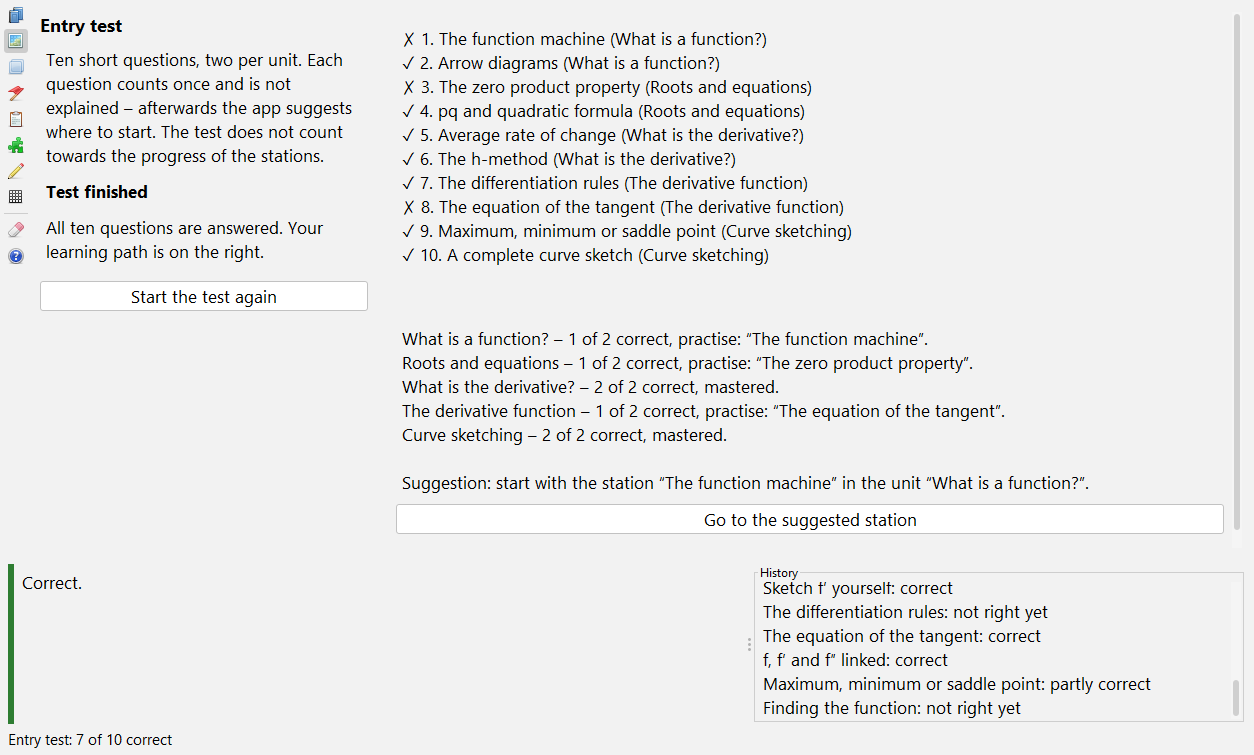 Entry test
Ten short questions, two per unit. Each
question counts once and is not
explained – afterwards the app suggests
where to start. The test does not count
towards the progress of the stations.
Test finished
All ten questions are answered. Your
learning path is on the right.
Start the test again
✗ 1. The function machine (What is a function?)
✓ 2. Arrow diagrams (What is a function?)
✗ 3. The zero product property (Roots and equations)
✓ 4. pq and quadratic formula (Roots and equations)
✓ 5. Average rate of change (What is the derivative?)
✓ 6. The h-method (What is the derivative?)
✓ 7. The differentiation rules (The derivative function)
✗ 8. The equation of the tangent (The derivative function)
✓ 9. Maximum, minimum or saddle point (Curve sketching)
✓ 10. A complete curve sketch (Curve sketching)
What is a function? – 1 of 2 correct, practise: “The function machine”.
Roots and equations – 1 of 2 correct, practise: “The zero product property”.
What is the derivative? – 2 of 2 correct, mastered.
The derivative function – 1 of 2 correct, practise: “The equation of the tangent”.
Curve sketching – 2 of 2 correct, mastered.
Suggestion: start with the station “The function machine” in the unit “What is a function?”.
Go to the suggested station
Correct.
History
Sketch f′ yourself: correct
The differentiation rules: not right yet
The equation of the tangent: correct
f, f′ and f″ linked: correct
Maximum, minimum or saddle point: partly correct
Finding the function: not right yet
Entry test: 7 of 10 correct